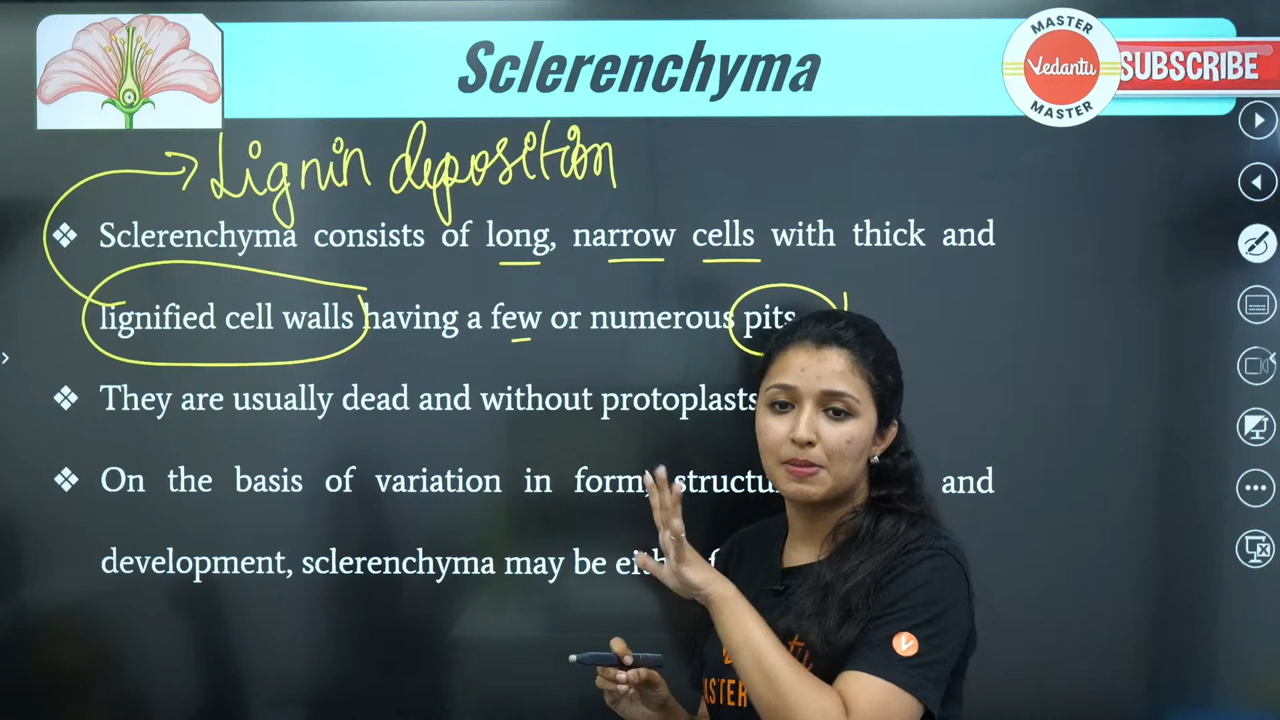 Sclerenchyma
MASTER
Vedantu
MASTER
SUBSCRIBE
Lignin deposition
❖ Sclerenchyma consists of long, narrow cells with thick and
lignified cell walls having a few or numerous pits
❖ They are usually dead and without protoplasts
❖ On the basis of variation in form, and
development, sclerenchyma may be